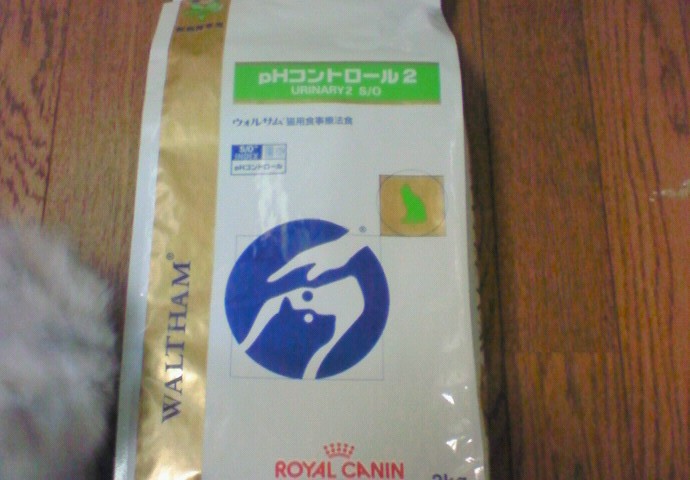 pHコントロール2
URINARY2 S/O
ウォルサム 猫用食事療法食
S/O
INDEX
pHコントロール
®
WALTHAM®
ROYAL CANIN